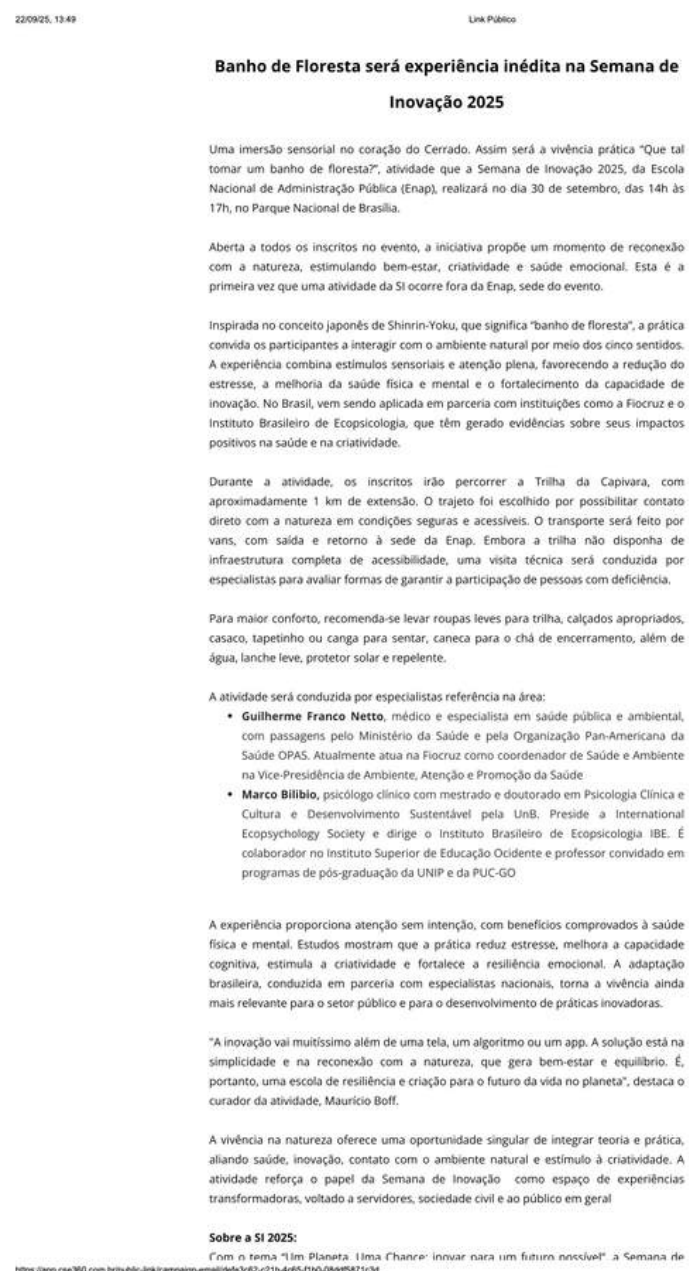 22/09/25, 13:49
Link Público
Banho de Floresta será experiência inédita na Semana de
Inovação 2025
Uma imersão sensorial no coração do Cerrado. Assim será a vivência prática "Que tal
tomar um banho de floresta?", atividade que a Semana de Inovação 2025, da Escola
Nacional de Administração Pública (Enap), realizará no dia 30 de setembro, das 14h às
17h, no Parque Nacional de Brasília.
Aberta a todos os inscritos no evento, a iniciativa propõe um momento de reconexão
com a natureza, estimulando bem-estar, criatividade e saúde emocional. Esta é a
primeira vez que uma atividade da SI ocorre fora da Enap, sede do evento.
Inspirada no conceito japonês de Shinrin-Yoku, que significa "banho de floresta", a prática
convida os participantes a interagir com o ambiente natural por meio dos cinco sentidos.
A experiência combina estímulos sensoriais e atenção plena, favorecendo a redução do
estresse, a melhoria da saúde física e mental e o fortalecimento da capacidade de
inovação. No Brasil, vem sendo aplicada em parceria com instituições como a Fiocruz e o
Instituto Brasileiro de Ecopsicologia, que têm gerado evidências sobre seus impactos
positivos na saúde e na criatividade.
Durante a atividade, os inscritos irão percorrer a Trilha da Capivara, com
aproximadamente 1 km de extensão. O trajeto foi escolhido por possibilitar contato
direto com a natureza em condições seguras e acessíveis. O transporte será feito por
vans, com saída e retorno à sede da Enap. Embora a trilha não disponha de
infraestrutura completa de acessibilidade, uma visita técnica será conduzida por
especialistas para avaliar formas de garantir a participação de pessoas com deficiência.
Para maior conforto, recomenda-se levar roupas leves para trilha, calçados apropriados,
casaco, tapetinho ou canga para sentar, caneca para o chá de encerramento, além de
água, lanche leve, protetor solar e repelente.
A atividade será conduzida por especialistas referência na área:
• Guilherme Franco Netto, médico e especialista em saúde pública e ambiental,
com passagens pelo Ministério da Saúde e pela Organização Pan-Americana da
Saúde OPAS. Atualmente atua na Fiocruz como coordenador de Saúde e Ambiente
na Vice-Presidência de Ambiente, Atenção e Promoção da Saúde
• Marco Bilibio, psicólogo clínico com mestrado e doutorado em Psicologia Clínica e
Cultura e Desenvolvimento Sustentável pela UnB. Preside a International
Ecopsychology Society e dirige o Instituto Brasileiro de Ecopsicologia IBE. É
colaborador no Instituto Superior de Educação Ocidente e professor convidado em
programas de pós-graduação da UNIP e da PUC-GO
A experiência proporciona atenção sem intenção, com benefícios comprovados à saúde
física e mental. Estudos mostram que a prática reduz estresse, melhora a capacidade
cognitiva, estimula a criatividade e fortalece a resiliência emocional. A adaptação
brasileira, conduzida em parceria com especialistas nacionais, torna a vivência ainda
mais relevante para o setor público e para o desenvolvimento de práticas inovadoras.
"A inovação vai muitíssimo além de uma tela, um algoritmo ou um app. A solução está na
simplicidade e na reconexão com a natureza, que gera bem-estar e equilíbrio. É,
portanto, uma escola de resiliência e criação para o futuro da vida no planeta", destaca o
curador da atividade, Maurício Boff.
A vivência na natureza oferece uma oportunidade singular de integrar teoria e prática,
aliando saúde, inovação, contato com o ambiente natural e estímulo à criatividade. A
atividade reforça o papel da Semana de Inovação como espaço de experiências
transformadoras, voltado a servidores, sociedade civil e ao público em geral
Sobre a SI 2025:
Com o tema "Um Planeta, Uma Chance: inovar para um futuro possível", a Semana de